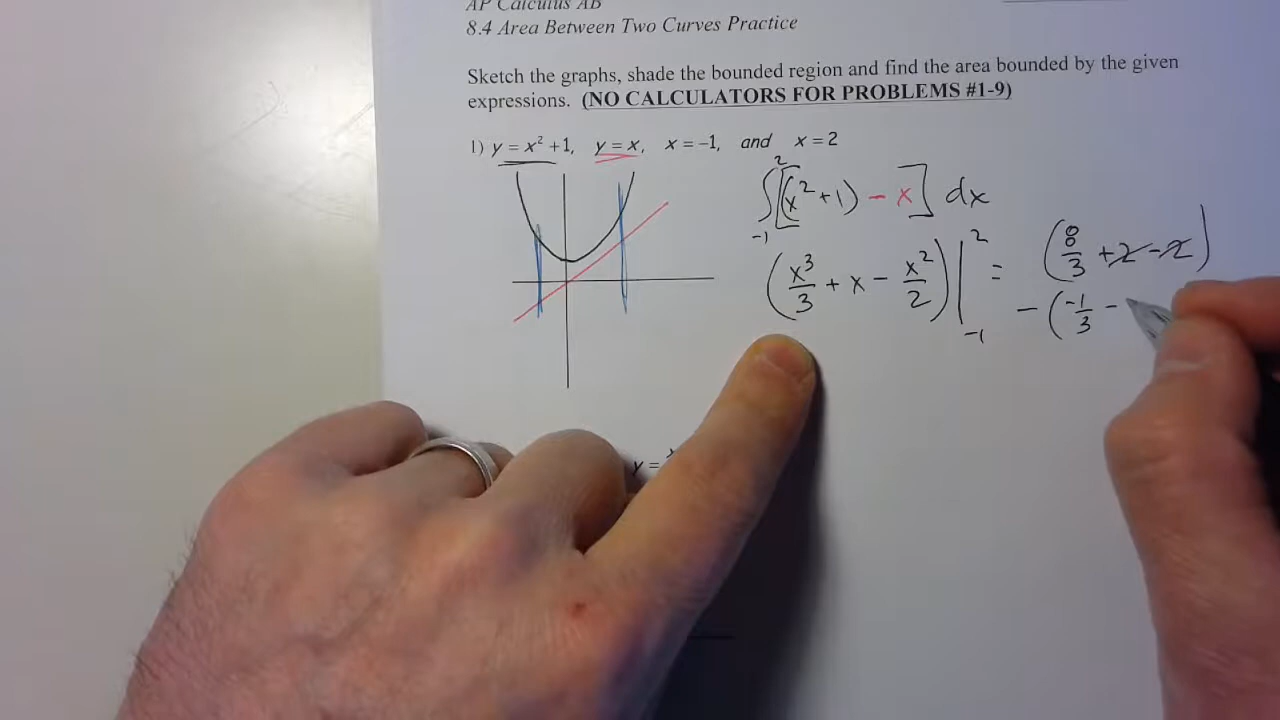 AP Calculus AB
8.4 Area Between Two Curves Practice
Sketch the graphs, shade the bounded region and find the area bounded by the given
expressions. (NO CALCULATORS FOR PROBLEMS #1-9)
1) y = x² + 1, y = x, x = −1, and x = 2
∫₋₁² [(x² + 1) − x] dx
(x³/3 + x − x²/2) |₋₁² = (8/3 + 2 − 2)
− (−1/3 −
y =